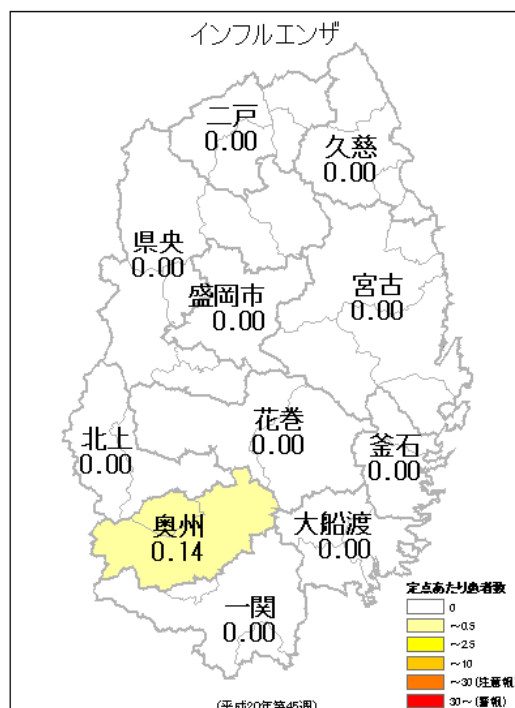 インフルエンザ
二戸
0.00
久慈
0.00
県央
0.00
盛岡市
0.00
宮古
0.00
花巻
0.00
北上
0.00
釜石
0.00
奥州
0.14
大船渡
0.00
一関
0.00
定点あたり患者数
0
～0.5
～2.5
～10
～30(注意報)
30～(警報)
(平成20年第45週)